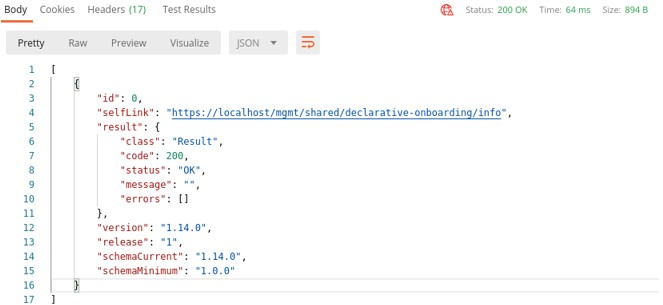 Body Cookies Headers (17) Test Results Status: 200 OK Time: 64 ms Size: 894 B
Pretty Raw Preview Visualize JSON
1 [
2 {
3 "id": 0,
4 "selfLink": "https://localhost/mgmt/shared/declarative-onboarding/info",
5 "result": {
6 "class": "Result",
7 "code": 200,
8 "status": "OK",
9 "message": "",
10 "errors": []
11 },
12 "version": "1.14.0",
13 "release": "1",
14 "schemaCurrent": "1.14.0",
15 "schemaMinimum": "1.0.0"
16 }
17 ]